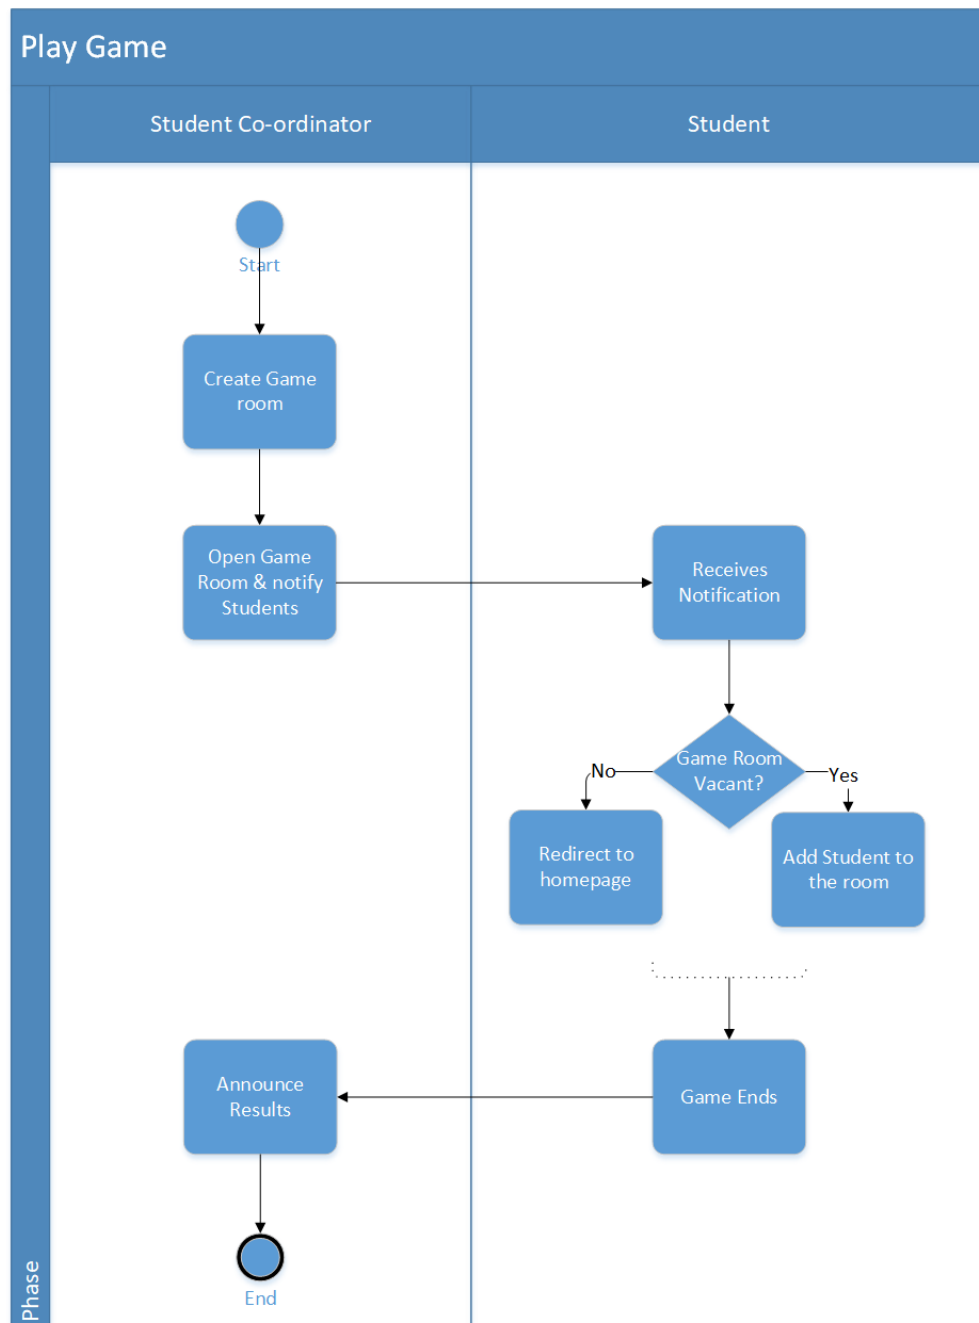 Play Game
Student Co-ordinator
Student
Start
Create Game
room
Open Game
Room & notify
Students
Receives
Notification
Game Room
Vacant?
No
Yes
Redirect to
homepage
Add Student to
the room
Announce
Results
Game Ends
End
Phase